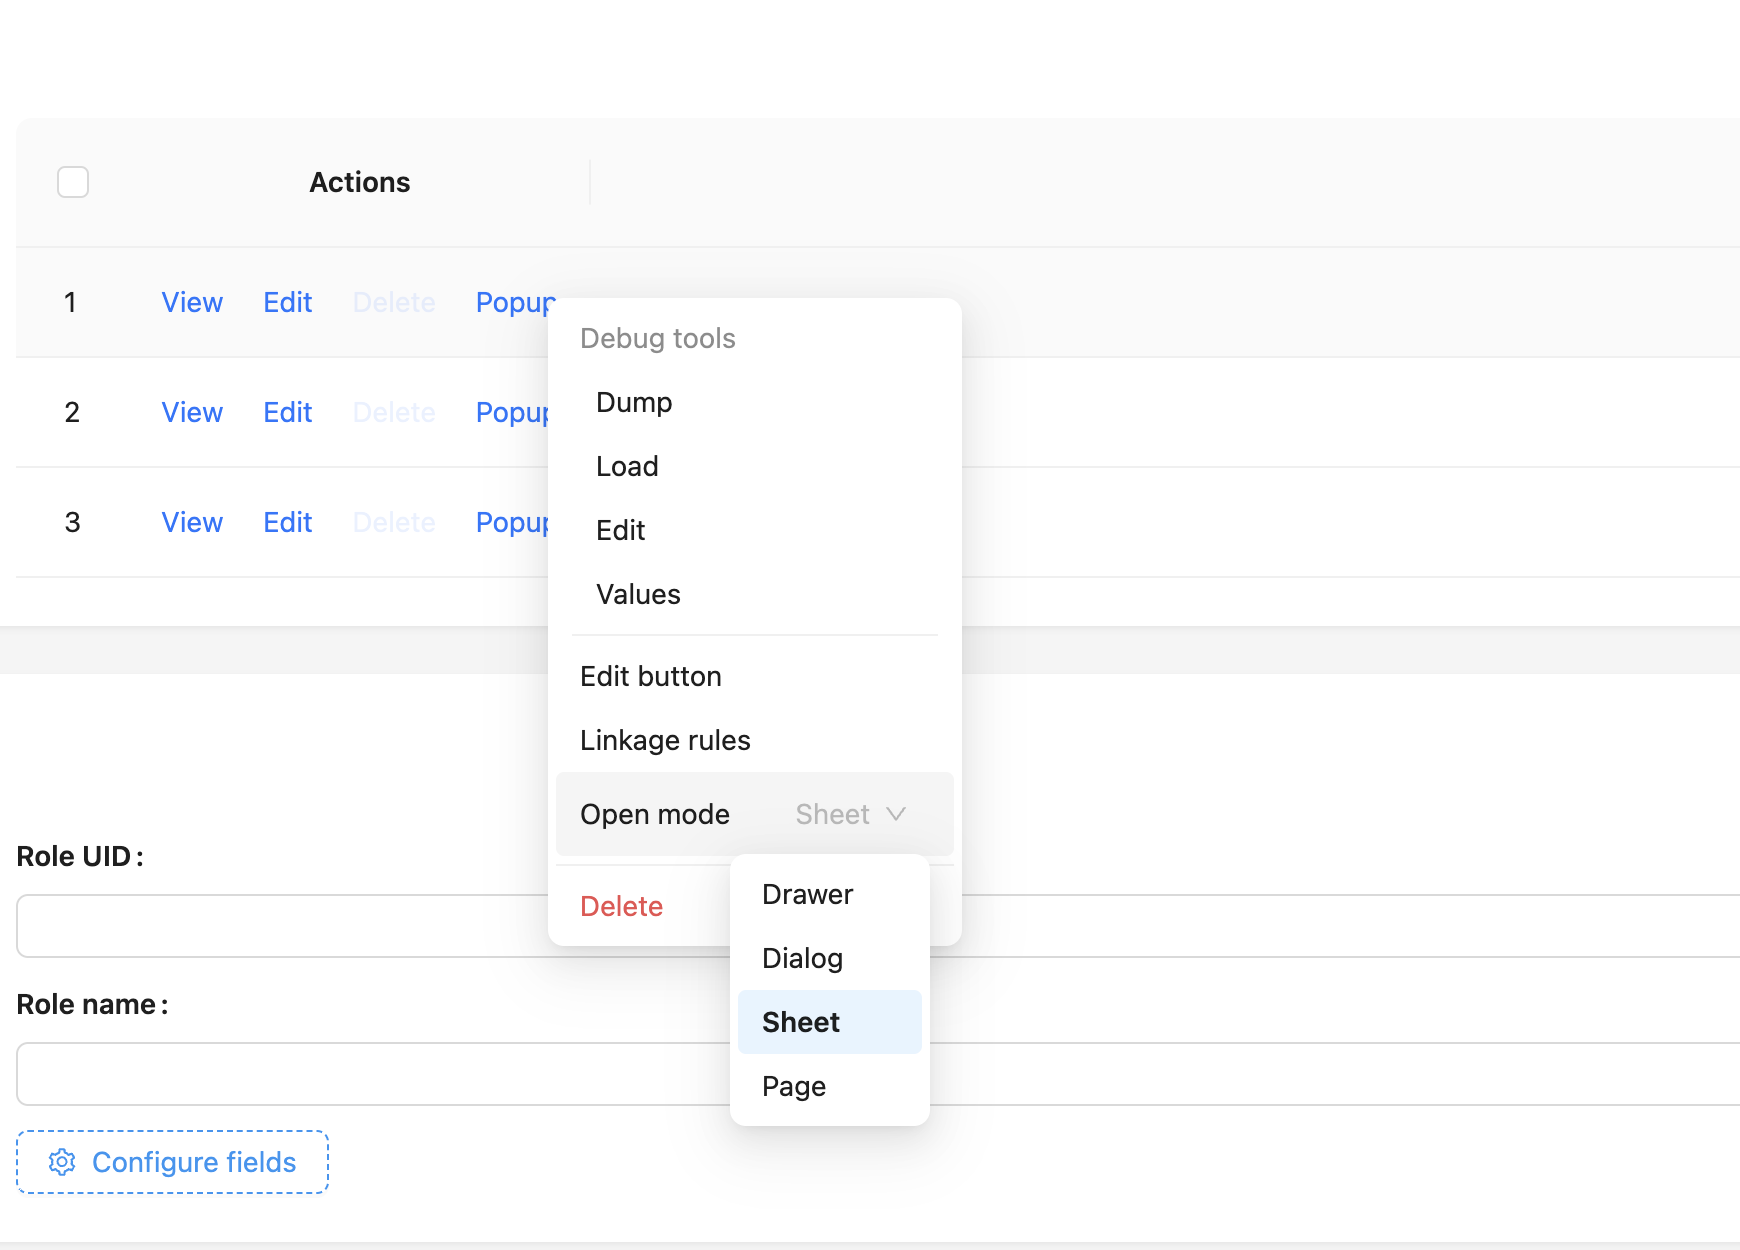 Actions
1 View Edit Delete Popup
2 View Edit Delete Popup
3 View Edit Delete Popup
Debug tools
Dump
Load
Edit
Values
Edit button
Linkage rules
Open mode Sheet
Delete
Drawer
Dialog
Sheet
Page
Role UID:
Role name:
Configure fields